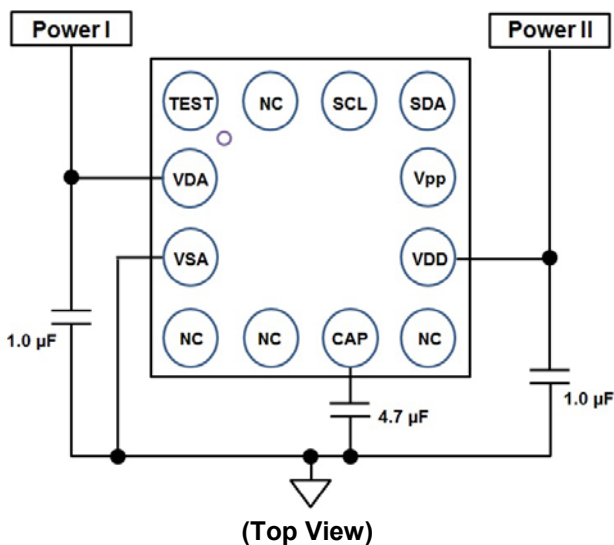 Power I
Power II
TEST NC SCL SDA
VDA Vpp
VSA VDD
1.0 µF
NC NC CAP NC
4.7 µF
1.0 µF
(Top View)